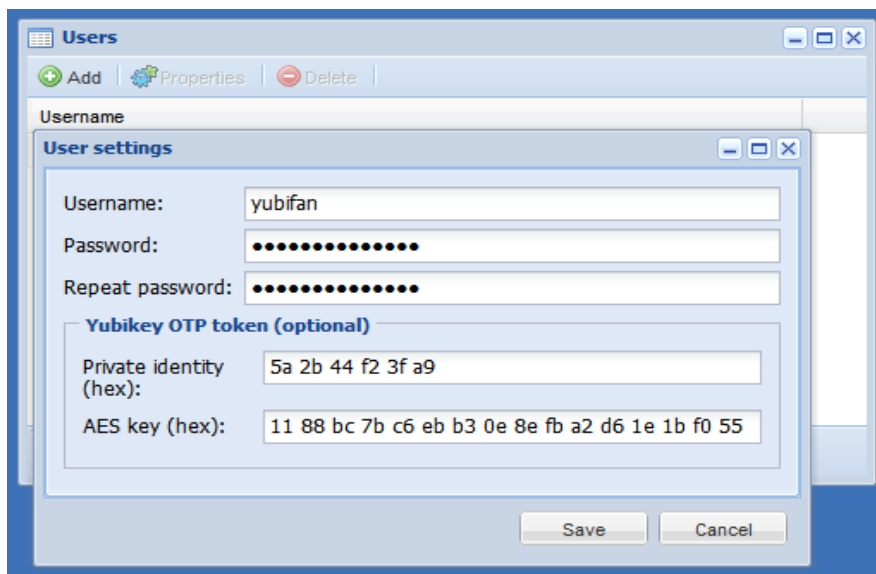 Users
Add Properties Delete
Username
User settings
Username: yubifan
Password: ••••••••••••••
Repeat password: ••••••••••••••
Yubikey OTP token (optional)
Private identity (hex): 5a 2b 44 f2 3f a9
AES key (hex): 11 88 bc 7b c6 eb b3 0e 8e fb a2 d6 1e 1b f0 55
Save Cancel